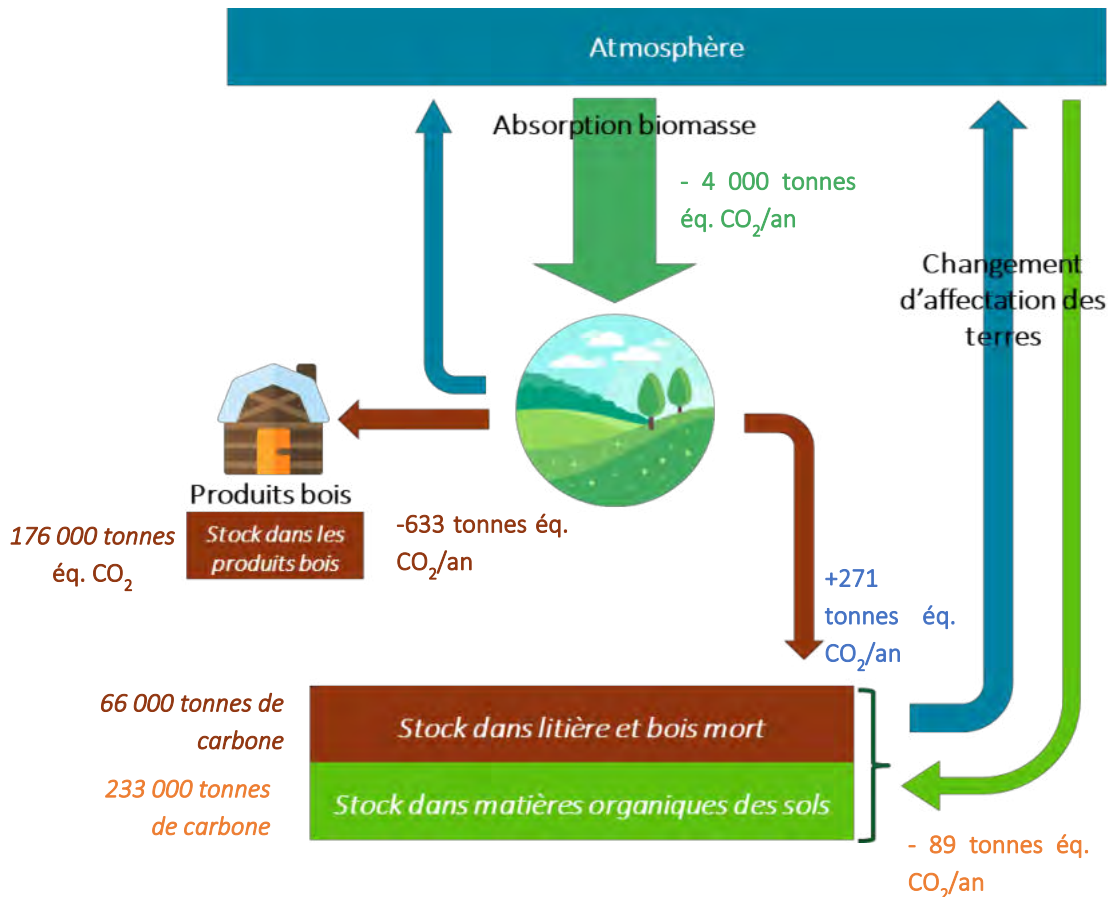 Atmosphère
Absorption biomasse
- 4 000 tonnes
éq. CO₂/an
Changement
d'affectation des
terres
Produits bois
176 000 tonnes
éq. CO₂
Stock dans les
produits bois
-633 tonnes éq.
CO₂/an
+271
tonnes éq.
CO₂/an
66 000 tonnes de
carbone
Stock dans litière et bois mort
233 000 tonnes
de carbone
Stock dans matières organiques des sols
- 89 tonnes éq.
CO₂/an